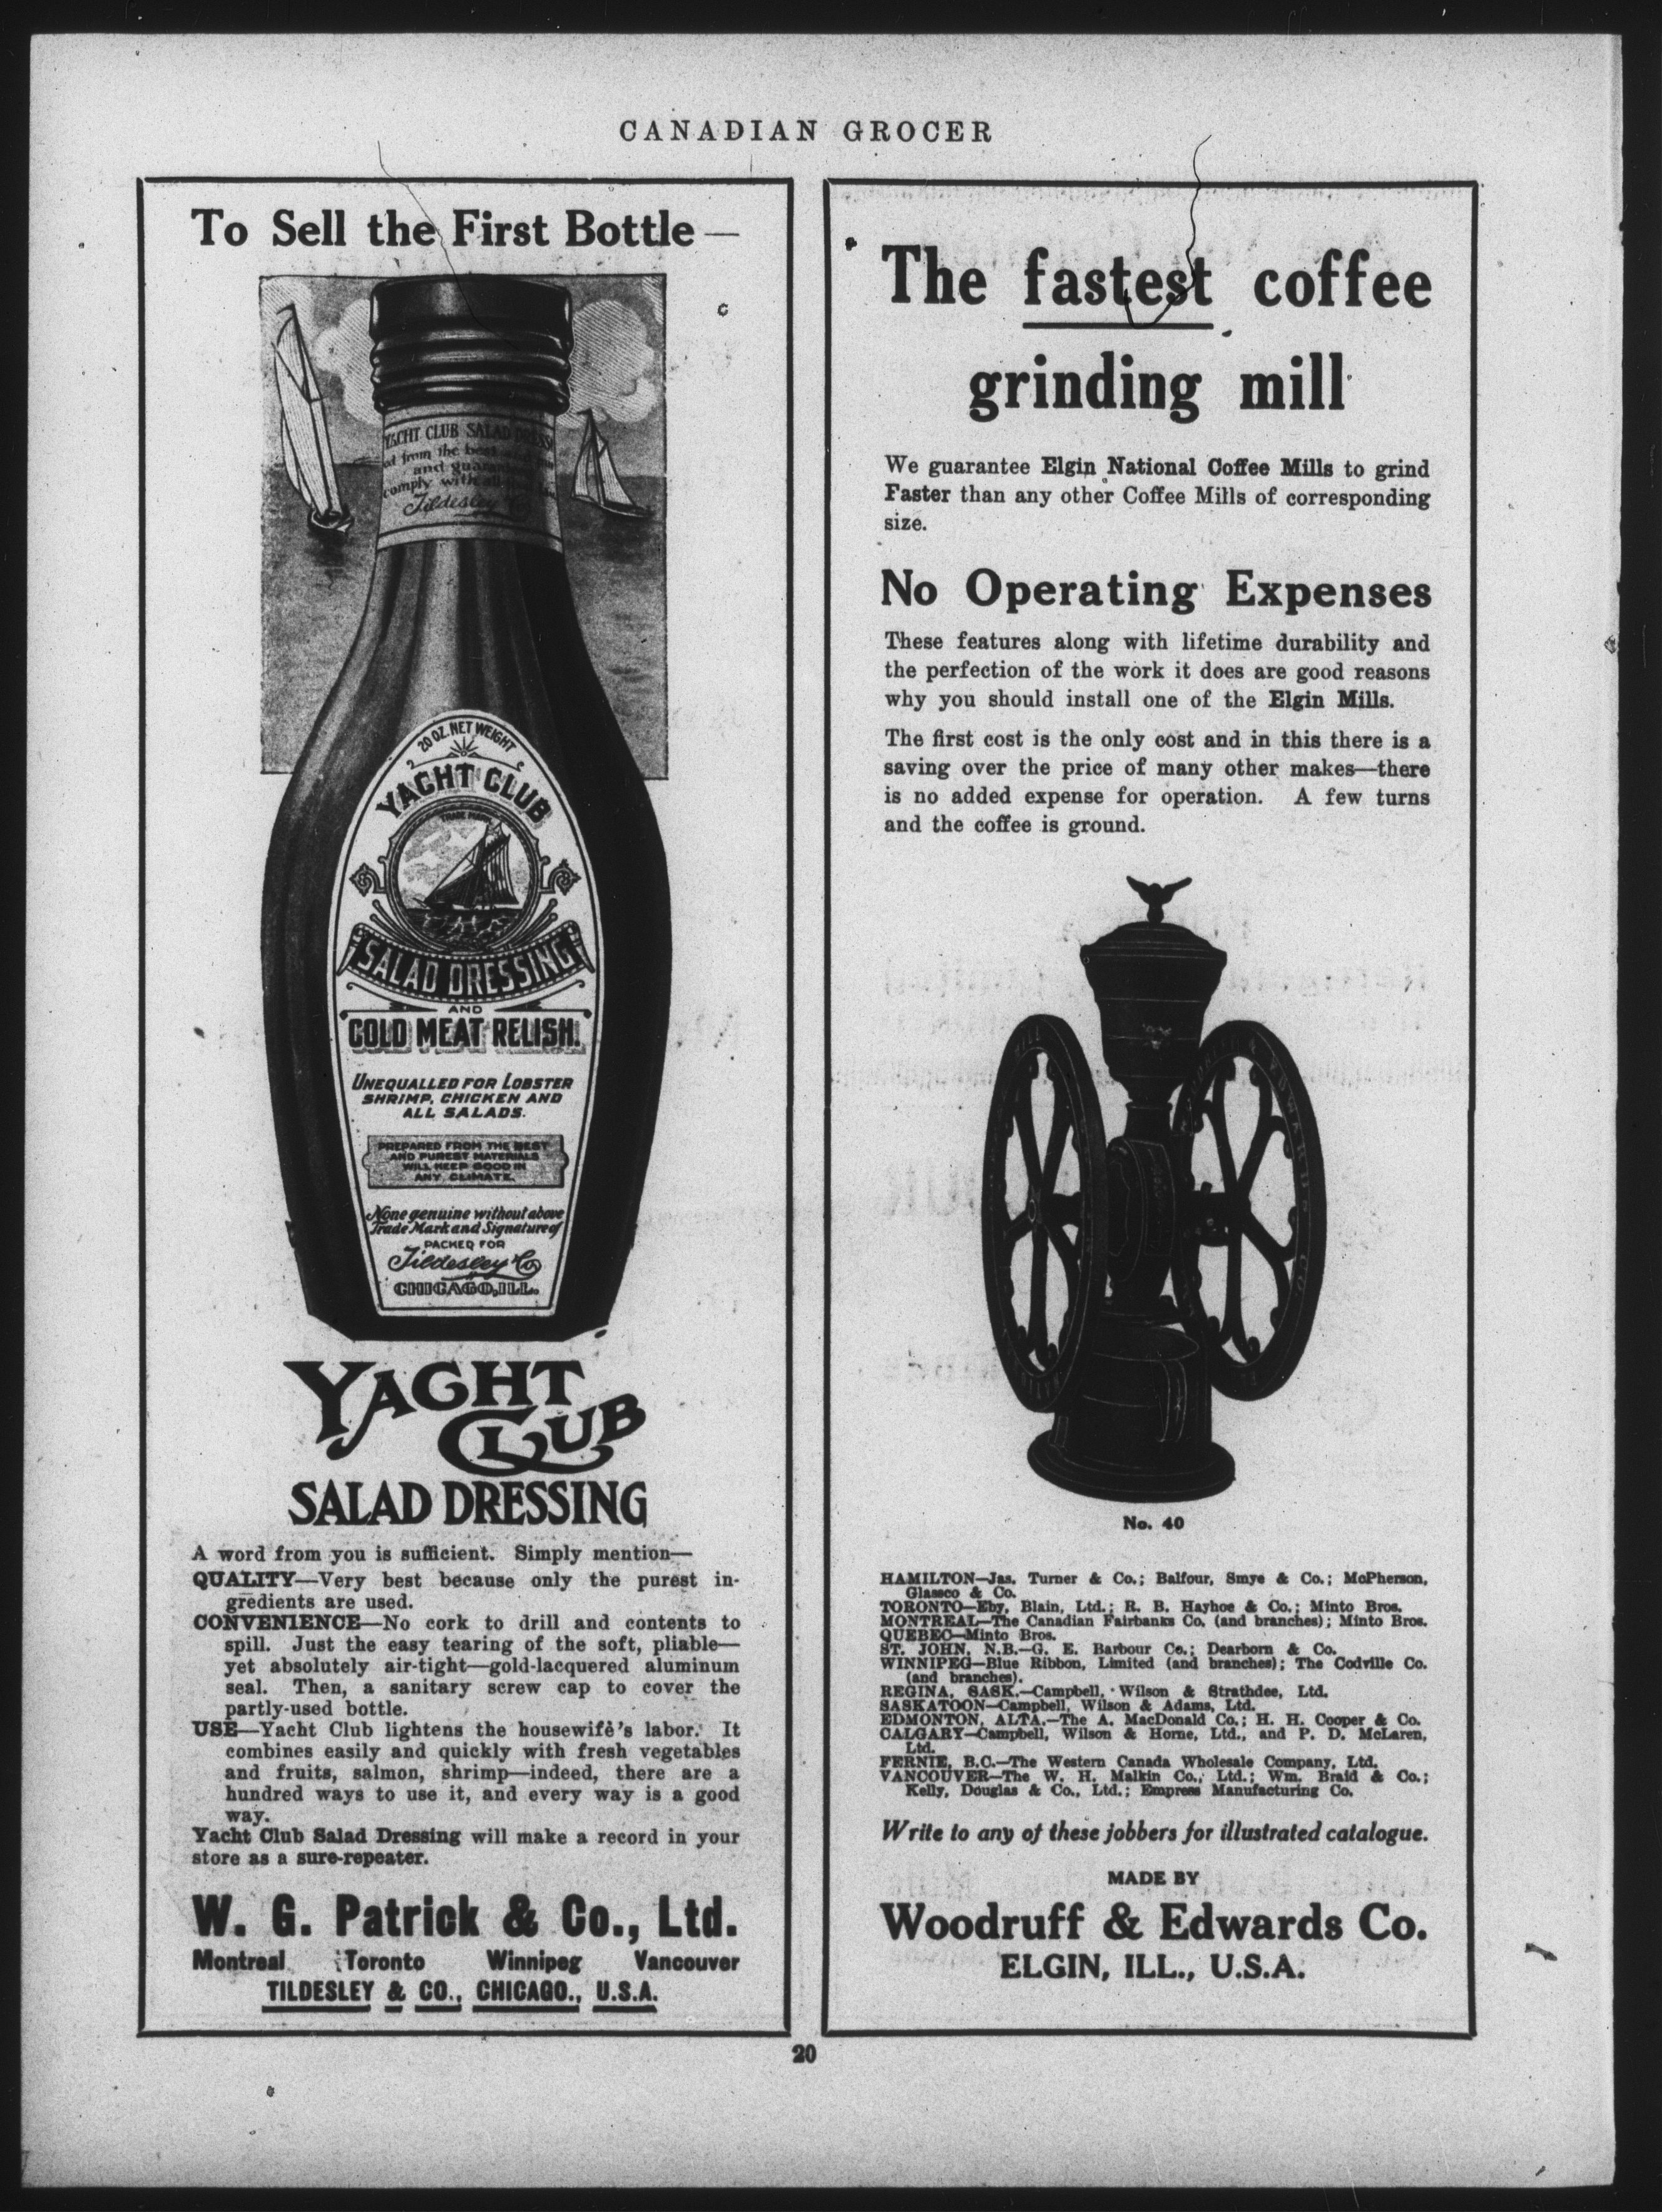 CANADIAN GROCER
To Sell the First Bottle—
YACHT CLUB SALAD
from the best
and
comply with all
Tildesley Co
20 OZ. NET WEIGHT
YACHT CLUB
TRADE MARK
SALAD DRESSING
AND
COLD MEAT RELISH.
UNEQUALLED FOR LOBSTER
SHRIMP, CHICKEN AND
ALL SALADS.
PREPARED FROM THE BEST
AND PUREST MATERIALS
WILL KEEP GOOD IN
ANY CLIMATE.
None genuine without above
Trade Mark and Signature of
PACKED FOR
Tildesley & Co
CHICAGO, ILL.
YACHT
CLUB
SALAD DRESSING
A word from you is sufficient. Simply mention—
QUALITY—Very best because only the purest in-
gredients are used.
CONVENIENCE—No cork to drill and contents to
spill. Just the easy tearing of the soft, pliable—
yet absolutely air-tight—gold-lacquered aluminum
seal. Then, a sanitary screw cap to cover the
partly-used bottle.
USE—Yacht Club lightens the housewife's labor. It
combines easily and quickly with fresh vegetables
and fruits, salmon, shrimp—indeed, there are a
hundred ways to use it, and every way is a good
way.
Yacht Club Salad Dressing will make a record in your
store as a sure-repeater.
W. G. Patrick & Co., Ltd.
Montreal Toronto Winnipeg Vancouver
TILDESLEY & CO., CHICAGO., U.S.A.
The fastest coffee
grinding mill
We guarantee Elgin National Coffee Mills to grind
Faster than any other Coffee Mills of corresponding
size.
No Operating Expenses
These features along with lifetime durability and
the perfection of the work it does are good reasons
why you should install one of the Elgin Mills.
The first cost is the only cost and in this there is a
saving over the price of many other makes—there
is no added expense for operation. A few turns
and the coffee is ground.
No. 40
HAMILTON—Jas. Turner & Co.; Balfour, Smye & Co.; McPherson,
Glassco & Co.
TORONTO—Eby, Blain, Ltd.; R. B. Hayhoe & Co.; Minto Bros.
MONTREAL—The Canadian Fairbanks Co. (and branches); Minto Bros.
QUEBEC—Minto Bros.
ST. JOHN, N.B.—G. E. Barbour Co.; Dearborn & Co.
WINNIPEG—Blue Ribbon, Limited (and branches); The Codville Co.
(and branches).
REGINA, SASK.—Campbell, Wilson & Strathdee, Ltd.
SASKATOON—Campbell, Wilson & Adams, Ltd.
EDMONTON, ALTA.—The A. MacDonald Co.; H. H. Cooper & Co.
CALGARY—Campbell, Wilson & Horne, Ltd., and P. D. McLaren,
Ltd.
FERNIE, B.C.—The Western Canada Wholesale Company, Ltd.
VANCOUVER—The W. H. Malkin Co., Ltd.; Wm. Braid & Co.;
Kelly, Douglas & Co., Ltd.; Empress Manufacturing Co.
Write to any of these jobbers for illustrated catalogue.
MADE BY
Woodruff & Edwards Co.
ELGIN, ILL., U.S.A.
20